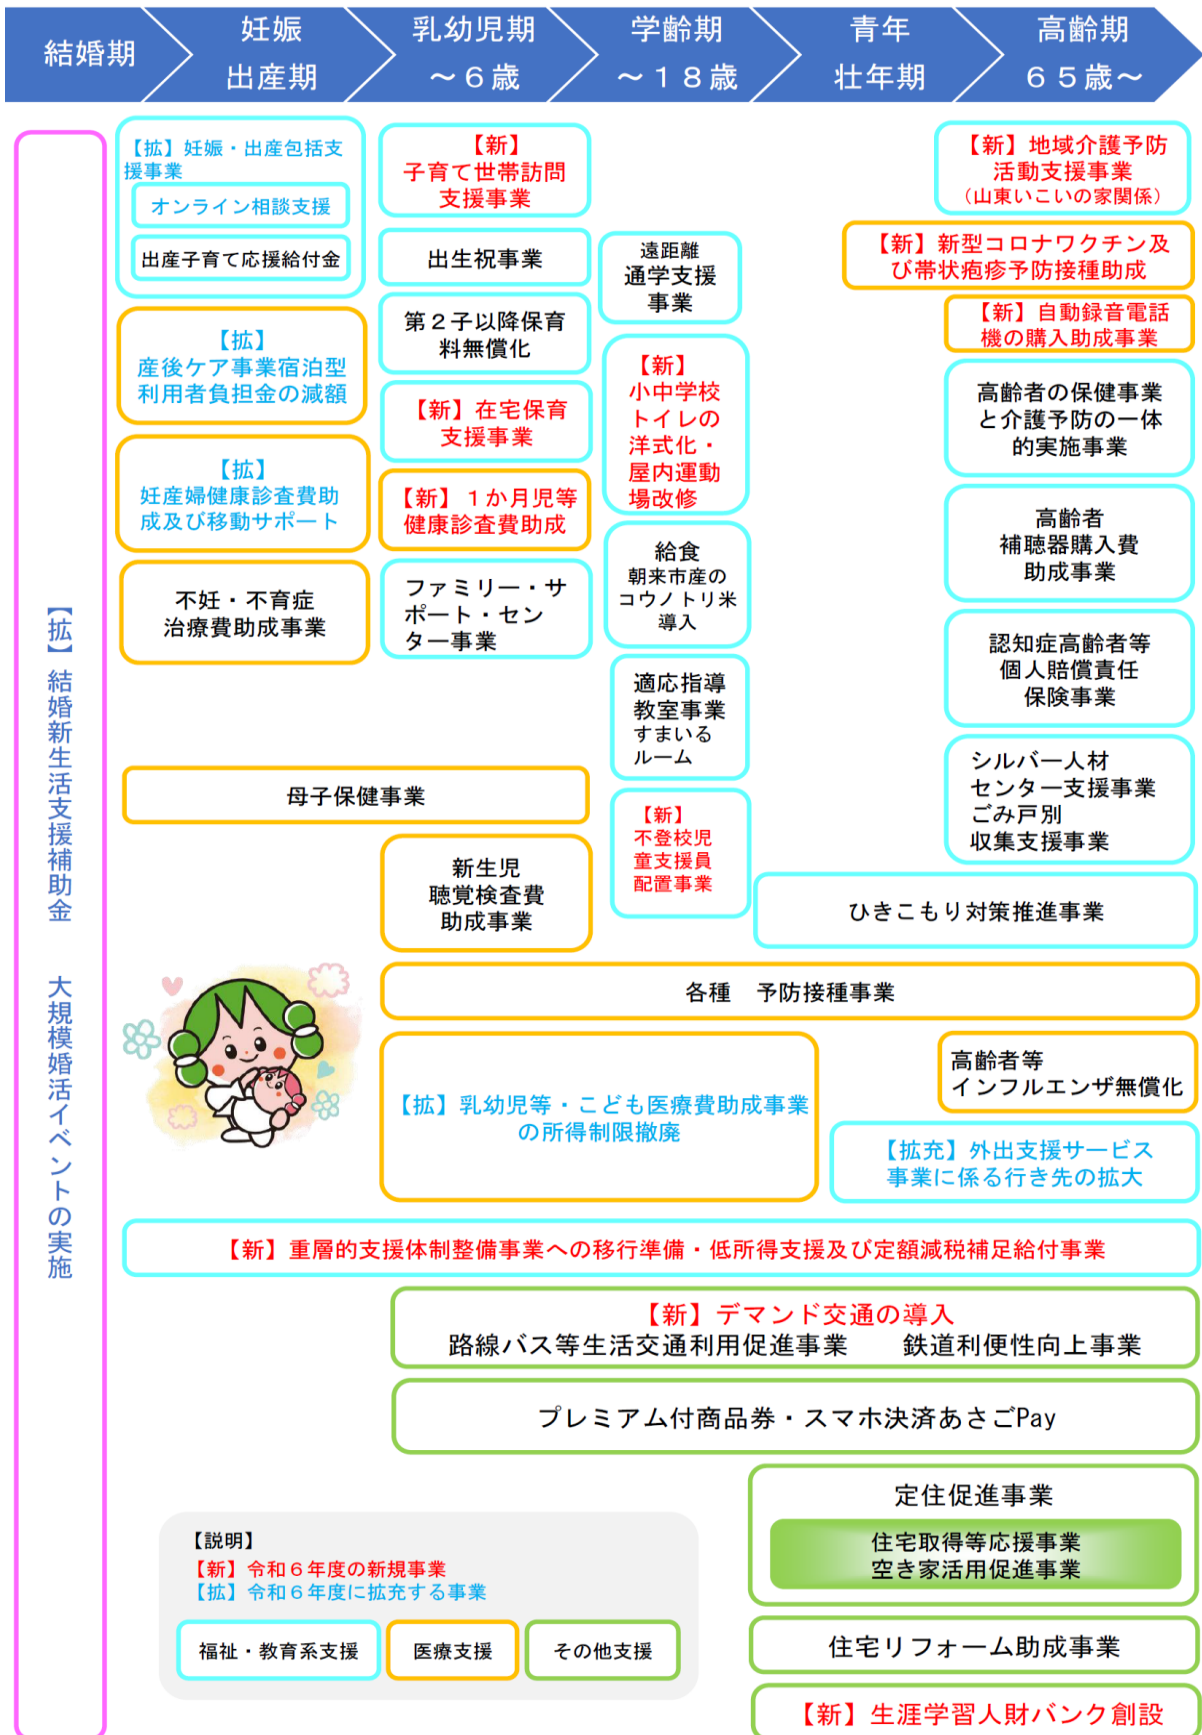 結婚期
妊娠
出産期
乳幼児期
～６歳
学齢期
～１８歳
青年
壮年期
高齢期
６５歳～
【拡】結婚新生活支援補助金　大規模婚活イベントの実施
【拡】妊娠・出産包括支
援事業
オンライン相談支援
出産子育て応援給付金
【拡】
産後ケア事業宿泊型
利用者負担金の減額
【拡】
妊産婦健康診査費助
成及び移動サポート
不妊・不育症
治療費助成事業
母子保健事業
【新】
子育て世帯訪問
支援事業
出生祝事業
第２子以降保育
料無償化
【新】在宅保育
支援事業
【新】１か月児等
健康診査費助成
ファミリー・サ
ポート・セン
ター事業
新生児
聴覚検査費
助成事業
遠距離
通学支援
事業
【新】
小中学校
トイレの
洋式化・
屋内運動
場改修
給食
朝来市産の
コウノトリ米
導入
適応指導
教室事業
すまいる
ルーム
【新】
不登校児
童支援員
配置事業
【新】地域介護予防
活動支援事業
（山東いこいの家関係）
【新】新型コロナワクチン及
び帯状疱疹予防接種助成
【新】自動録音電話
機の購入助成事業
高齢者の保健事業
と介護予防の一体
的実施事業
高齢者
補聴器購入費
助成事業
認知症高齢者等
個人賠償責任
保険事業
シルバー人材
センター支援事業
ごみ戸別
収集支援事業
ひきこもり対策推進事業
各種　予防接種事業
【拡】乳幼児等・こども医療費助成事業
の所得制限撤廃
高齢者等
インフルエンザ無償化
【拡充】外出支援サービス
事業に係る行き先の拡大
【新】重層的支援体制整備事業への移行準備・低所得支援及び定額減税補足給付事業
【新】デマンド交通の導入
路線バス等生活交通利用促進事業　　鉄道利便性向上事業
プレミアム付商品券・スマホ決済あさごPay
定住促進事業
住宅取得等応援事業
空き家活用促進事業
住宅リフォーム助成事業
【新】生涯学習人財バンク創設
【説明】
【新】令和６年度の新規事業
【拡】令和６年度に拡充する事業
福祉・教育系支援
医療支援
その他支援